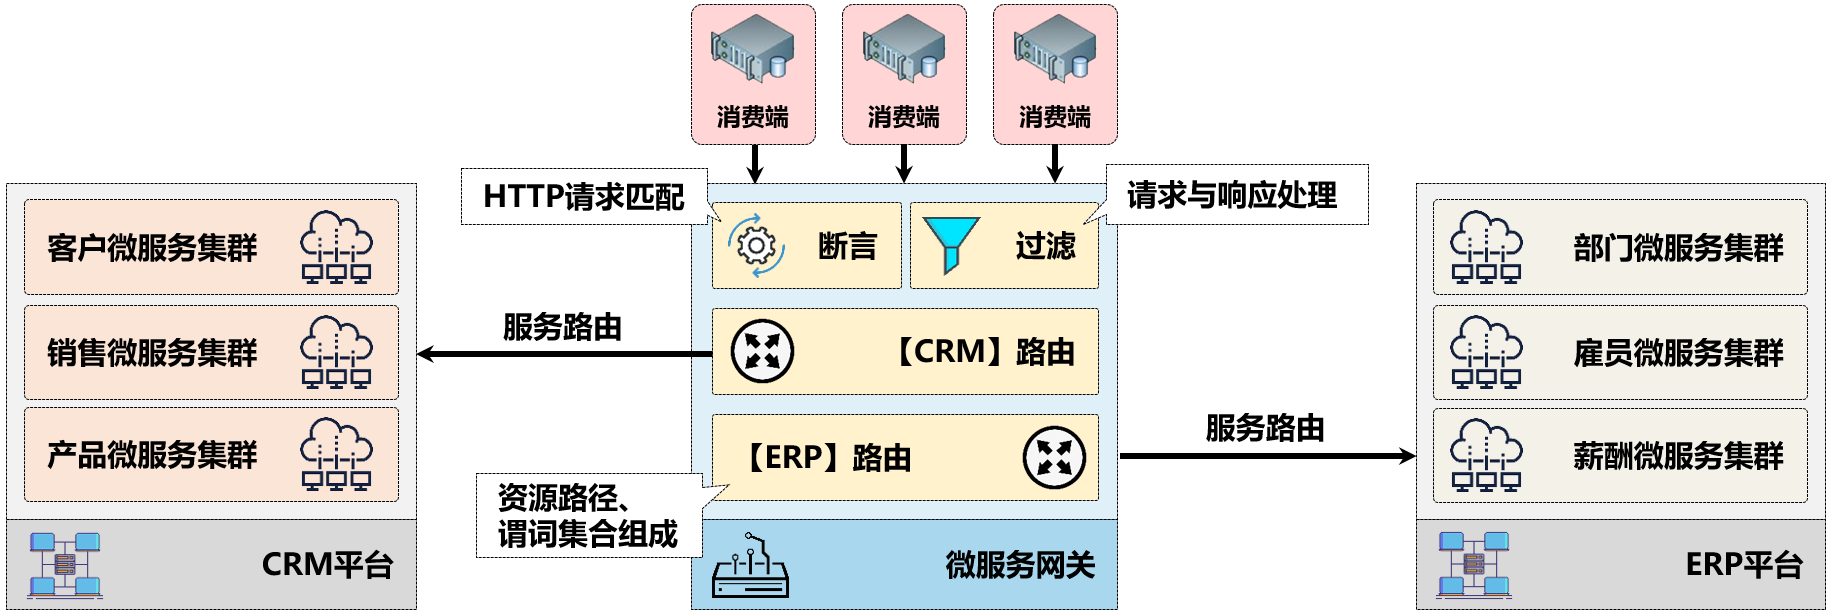 消费端
消费端
消费端
HTTP请求匹配
请求与响应处理
断言
过滤
客户微服务集群
销售微服务集群
产品微服务集群
CRM平台
服务路由
【CRM】路由
【ERP】路由
资源路径、
谓词集合组成
微服务网关
服务路由
部门微服务集群
雇员微服务集群
薪酬微服务集群
ERP平台